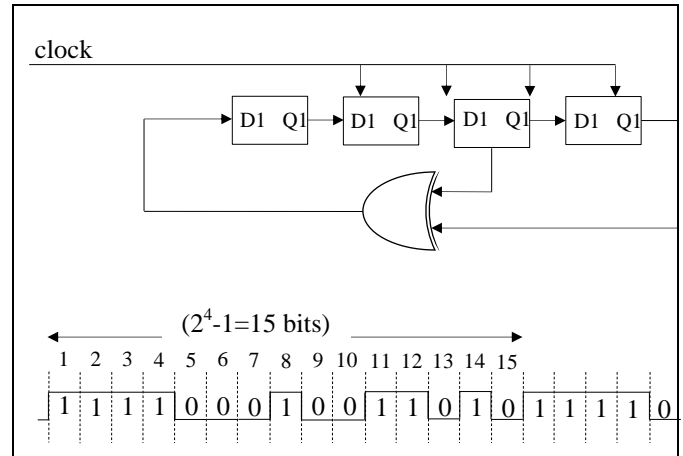 clock
D1 Q1 D1 Q1 D1 Q1 D1 Q1
(2⁴-1=15 bits)
1 2 3 4 5 6 7 8 9 10 11 12 13 14 15
1 1 1 1 0 0 0 1 0 0 1 1 0 1 0 1 1 1 1 0